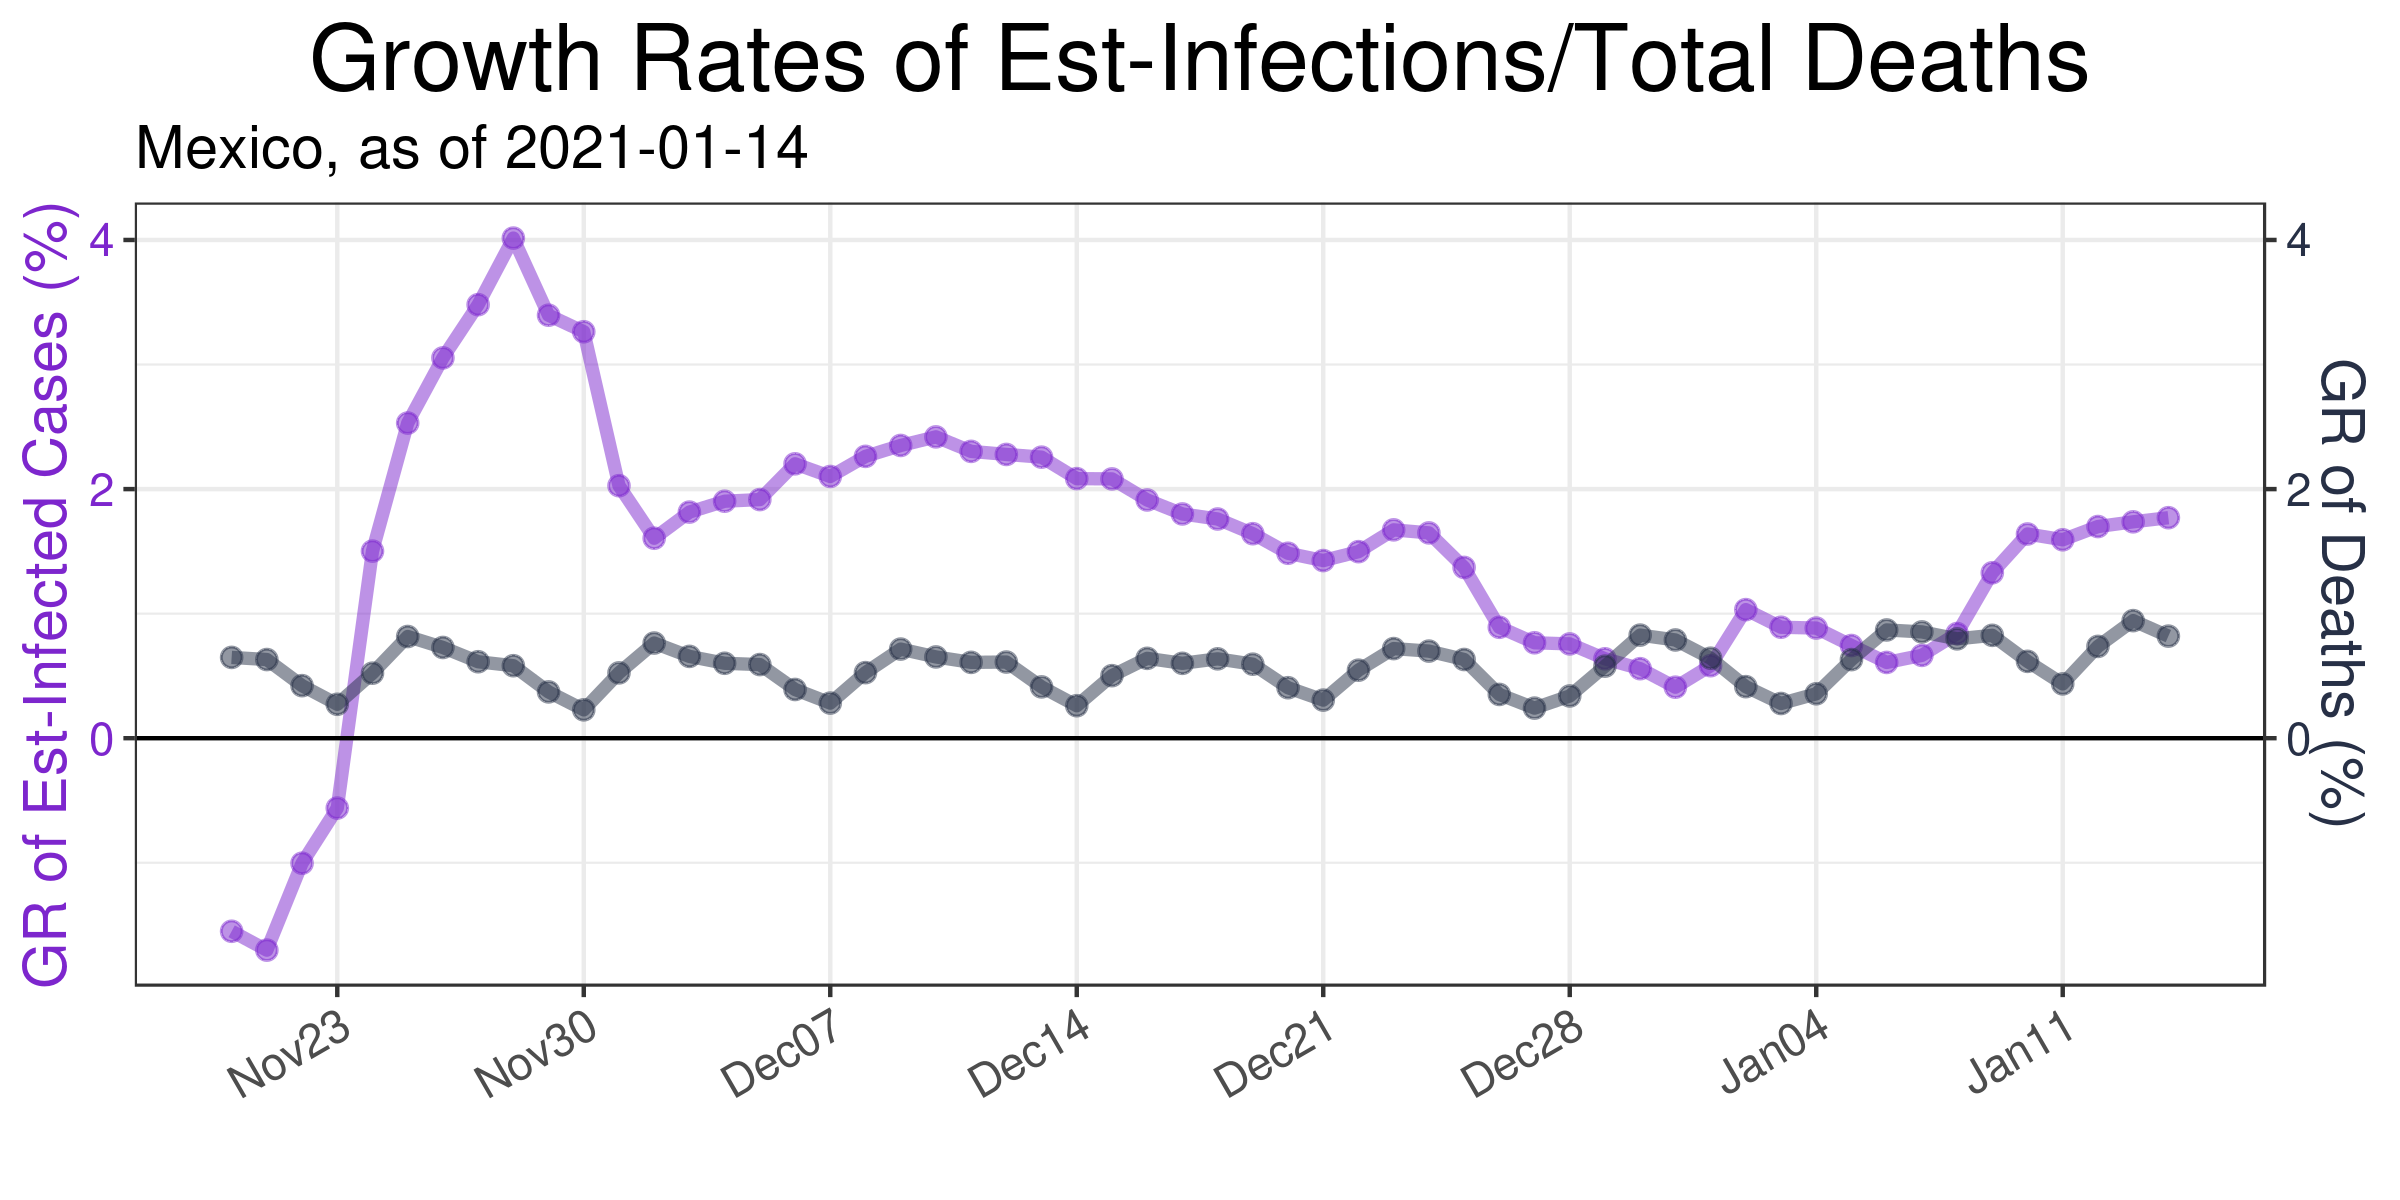 Growth Rates of Est-Infections/Total Deaths
Mexico, as of 2021-01-14
GR of Est-Infected Cases (%)
4
2
0
4
2
0
GR of Deaths (%)
Nov23
Nov30
Dec07
Dec14
Dec21
Dec28
Jan04
Jan11